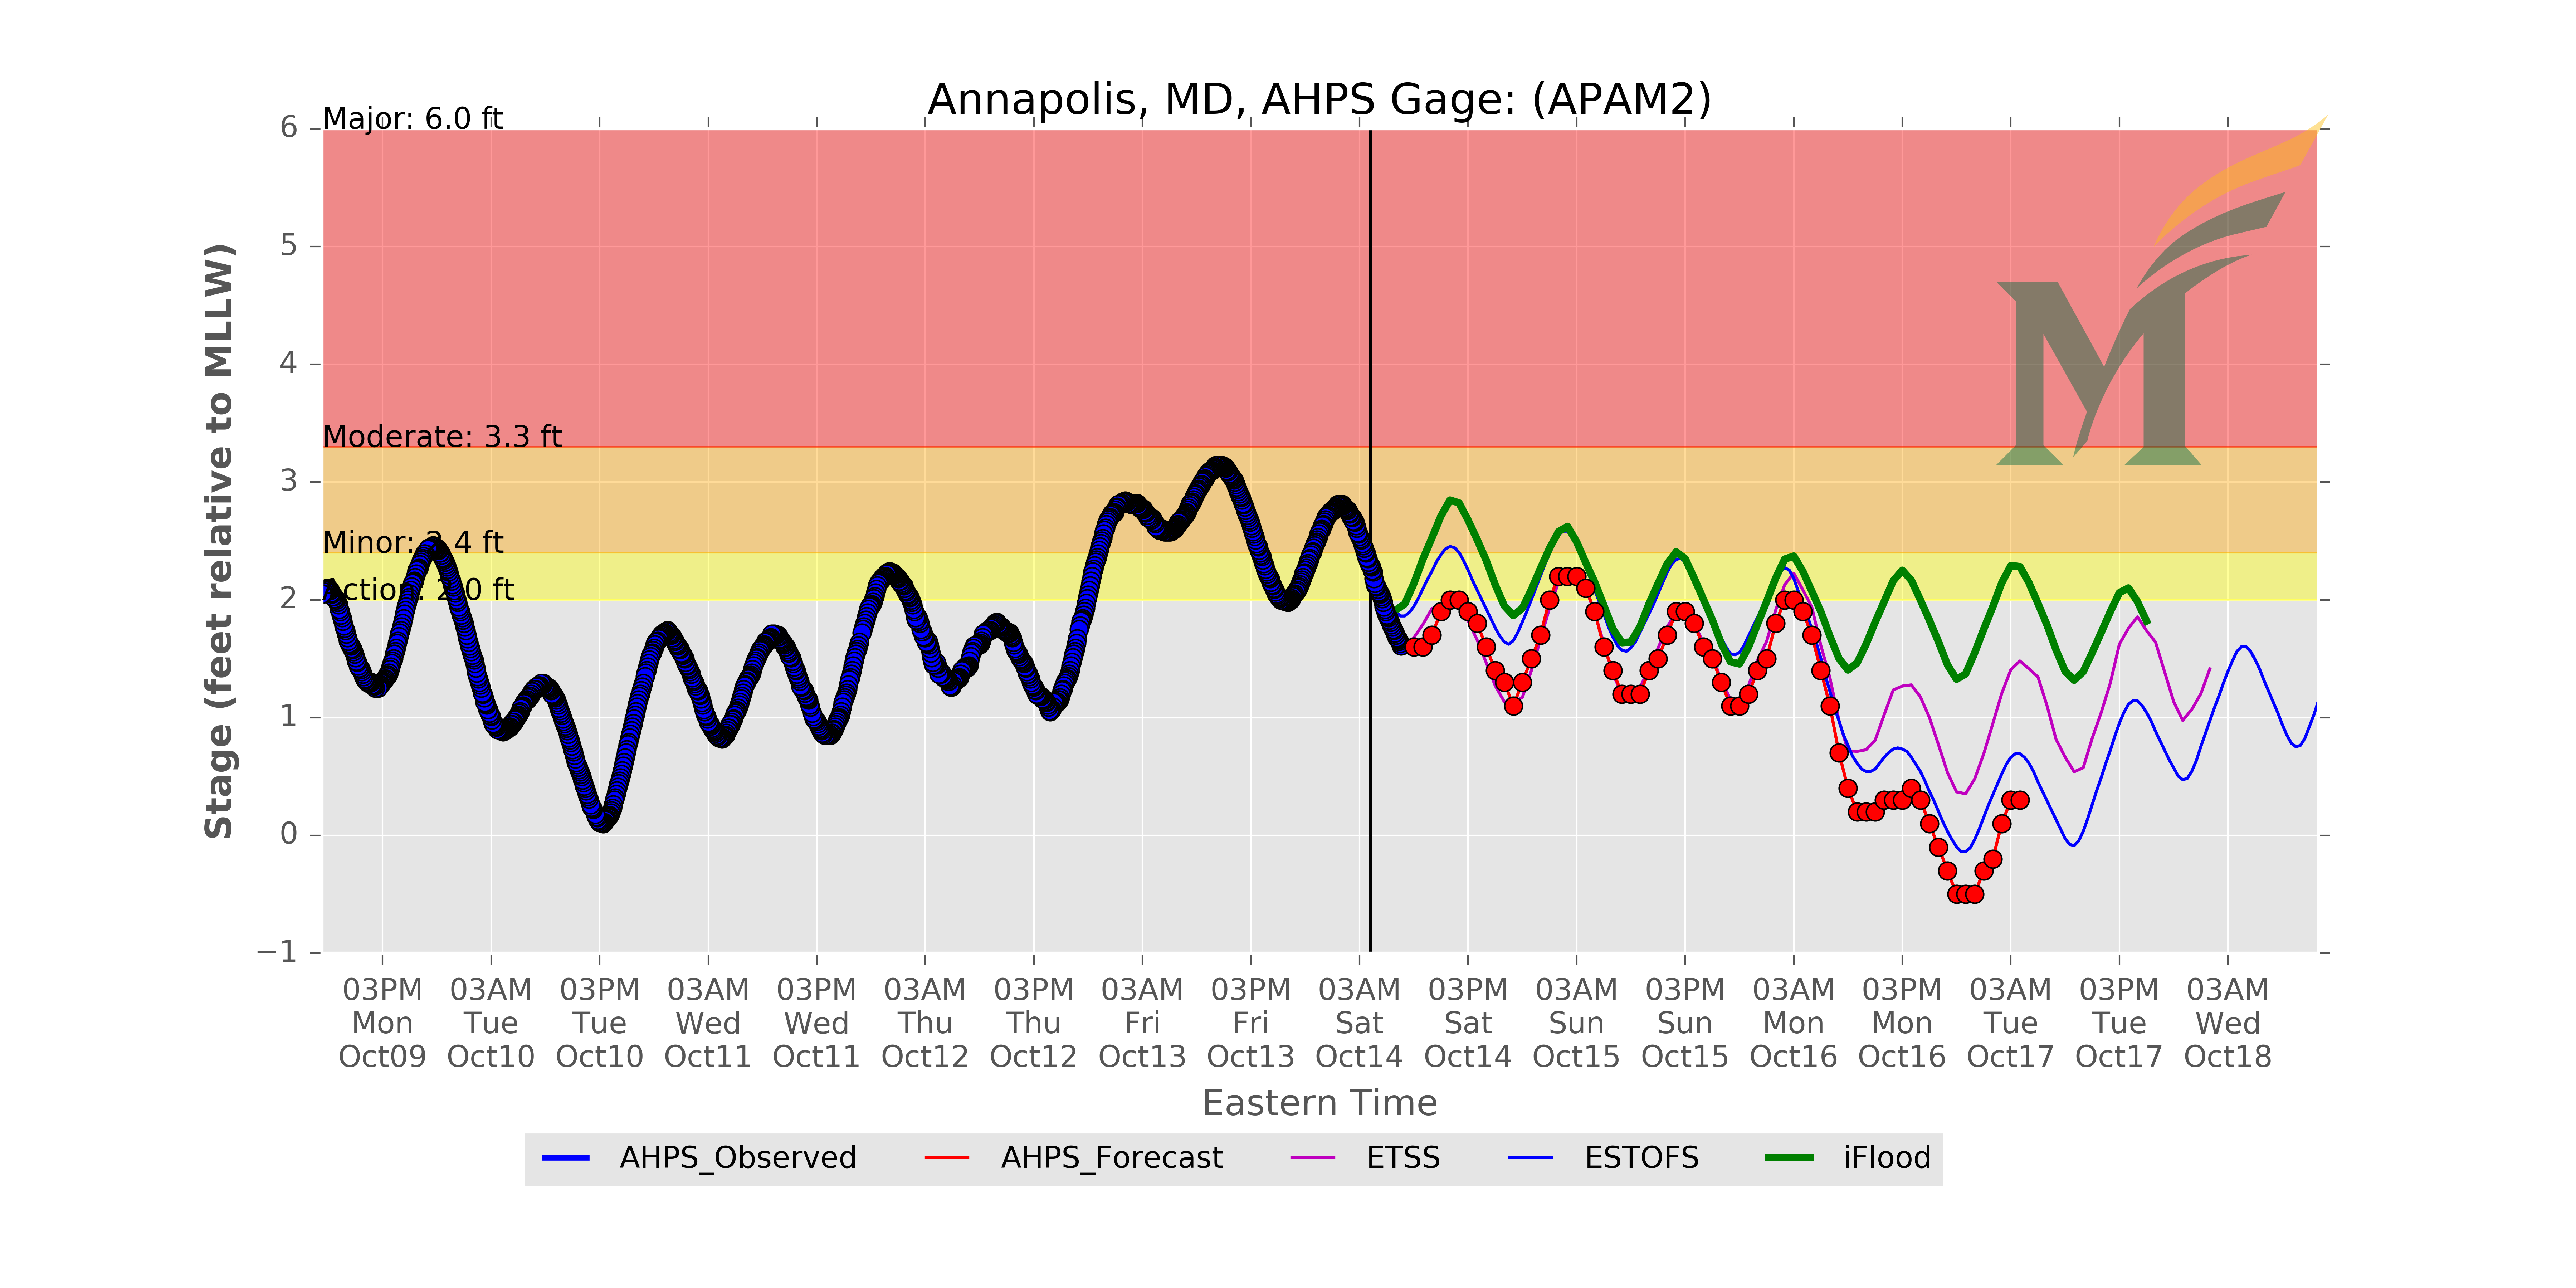 Annapolis, MD, AHPS Gage: (APAM2)
Major: 6.0 ft
Moderate: 3.3 ft
Minor: 2.4 ft
Action: 2.0 ft
Stage (feet relative to MLLW)
6
5
4
3
2
1
0
−1
03PM 03AM 03PM 03AM 03PM 03AM 03PM 03AM 03PM 03AM 03PM 03AM 03PM 03AM 03PM 03AM 03PM 03AM
Mon Tue Tue Wed Wed Thu Thu Fri Fri Sat Sat Sun Sun Mon Mon Tue Tue Wed
Oct09 Oct10 Oct10 Oct11 Oct11 Oct12 Oct12 Oct13 Oct13 Oct14 Oct14 Oct15 Oct15 Oct16 Oct16 Oct17 Oct17 Oct18
Eastern Time
AHPS_Observed AHPS_Forecast ETSS ESTOFS iFlood